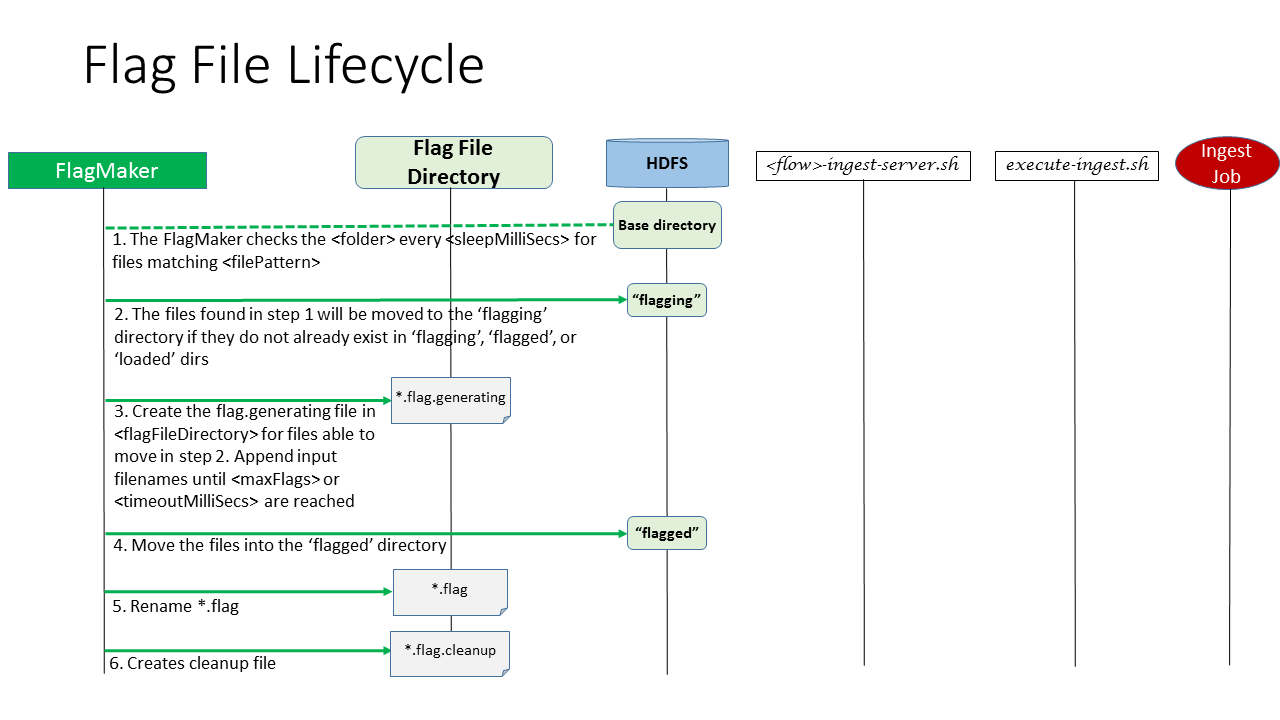 Flag File Lifecycle
FlagMaker
Flag File
Directory
HDFS
<flow>-ingest-server.sh
execute-ingest.sh
Ingest
Job
Base directory
1. The FlagMaker checks the <folder> every <sleepMilliSecs> for
files matching <filePattern>
“flagging”
2. The files found in step 1 will be moved to the ‘flagging’
directory if they do not already exist in ‘flagging’, ‘flagged’, or
‘loaded’ dirs
*.flag.generating
3. Create the flag.generating file in
<flagFileDirectory> for files able to
move in step 2. Append input
filenames until <maxFlags> or
<timeoutMilliSecs> are reached
“flagged”
4. Move the files into the ‘flagged’ directory
*.flag
5. Rename *.flag
*.flag.cleanup
6. Creates cleanup file